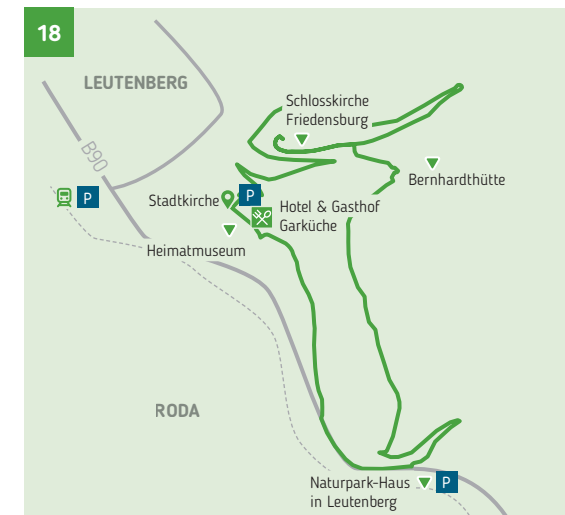 18
LEUTENBERG
B90
Schlosskirche
Friedensburg
Bernhardthütte
P
Stadtkirche
P
Hotel & Gasthof
Garküche
Heimatmuseum
RODA
Naturpark-Haus
in Leutenberg
P